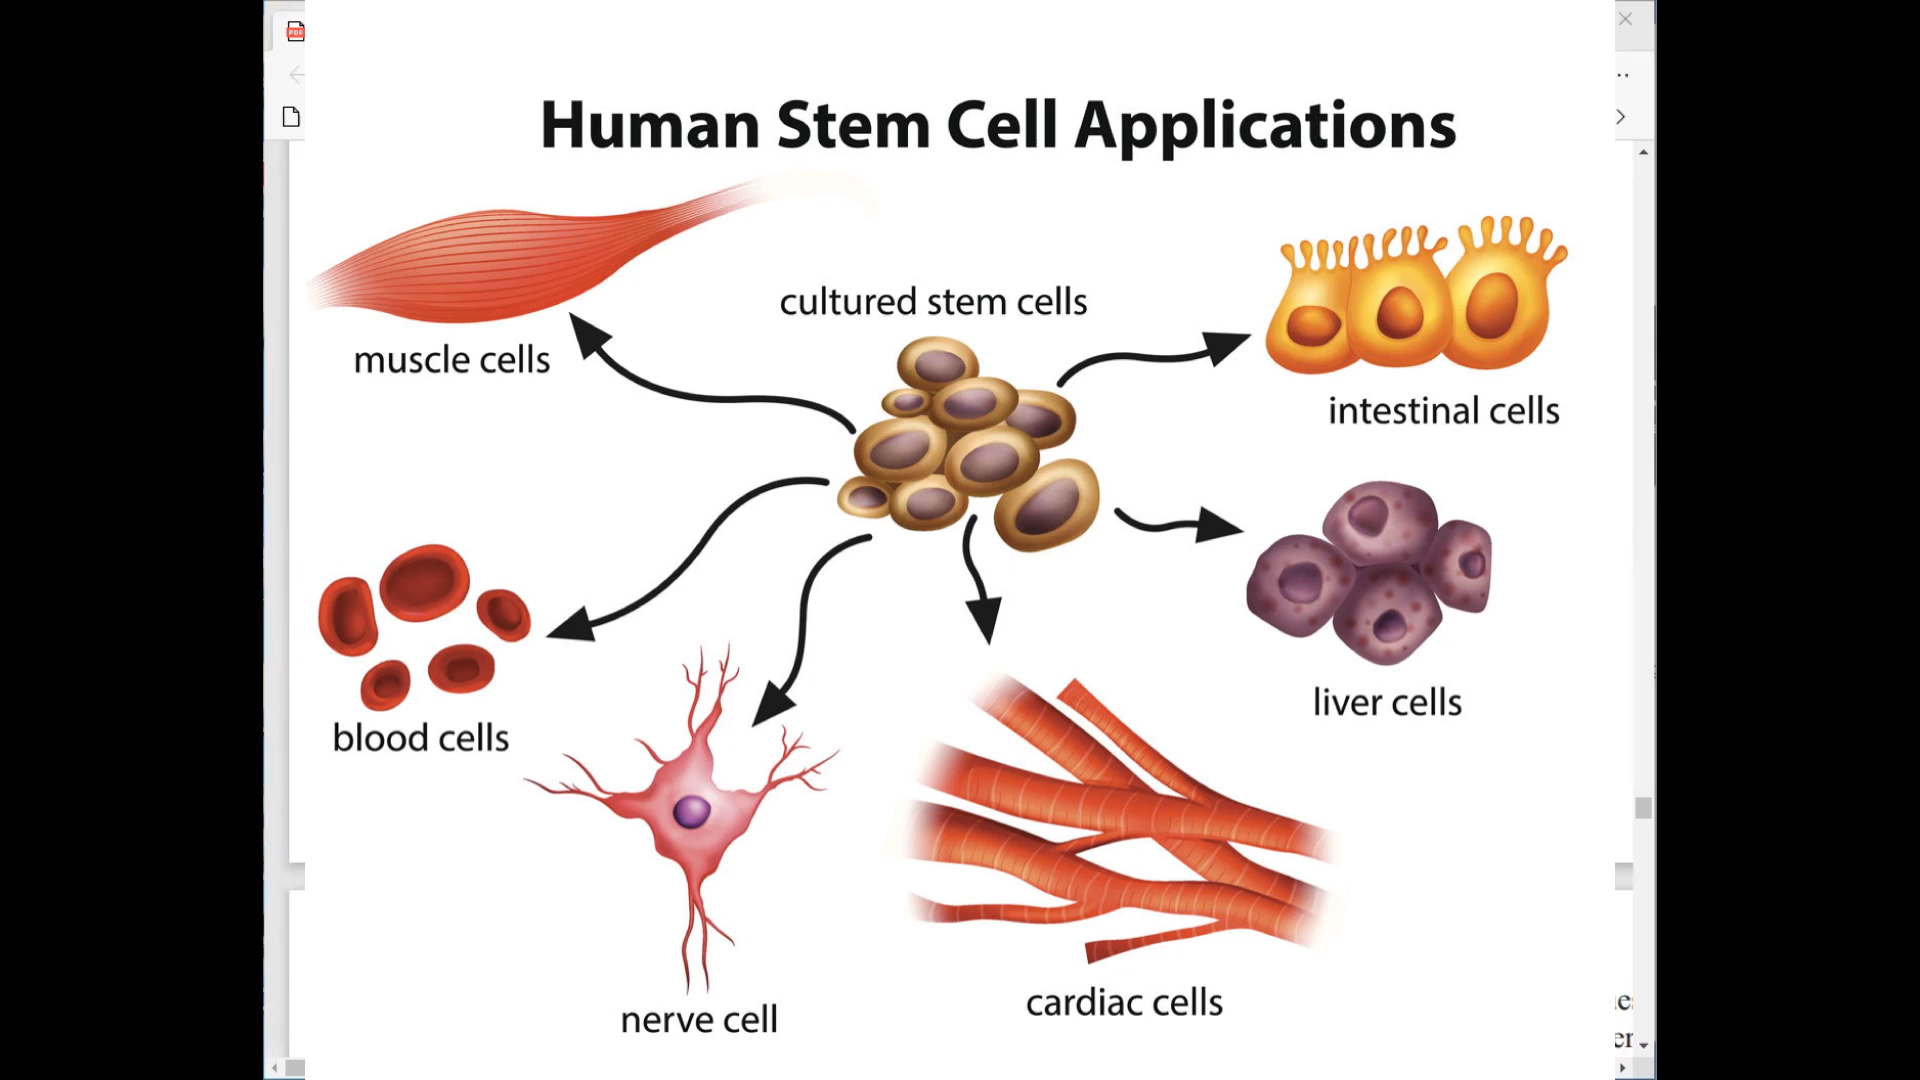 PDF
Human Stem Cell Applications
cultured stem cells
muscle cells
intestinal cells
liver cells
blood cells
nerve cell
cardiac cells